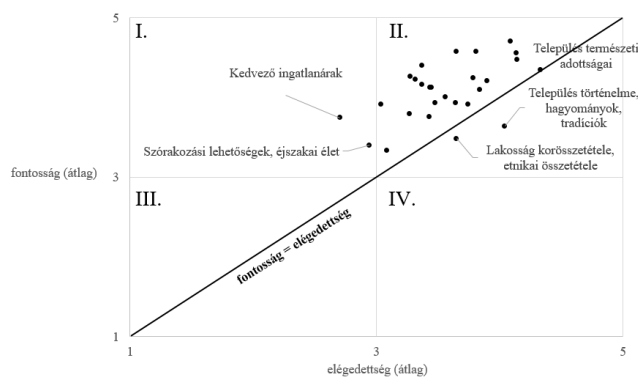 5
I.
II.
Település természeti
adottságai
Kedvező ingatlanárak
Település történelme,
hagyományok,
tradíciók
Szórakozási lehetőségek, éjszakai élet
Lakosság korösszetétele,
etnikai összetétele
fontosság (átlag)
3
III.
IV.
fontosság = elégedettség
1
1
3
5
elégedettség (átlag)